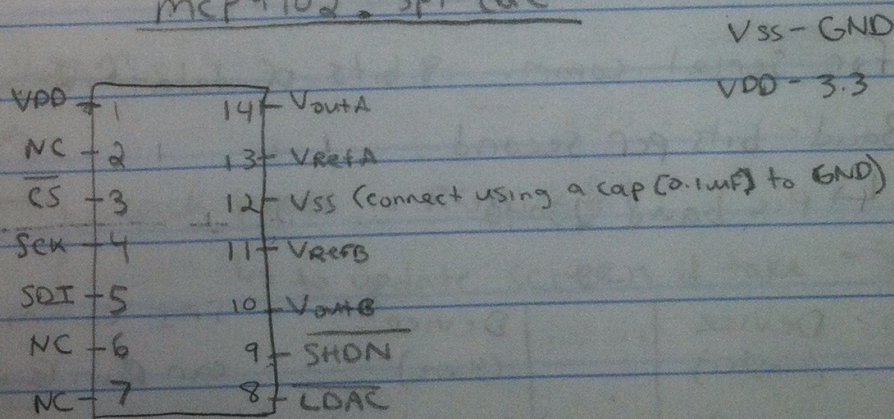 VSS - GND
VDD - 3.3
VDD 1 14 VoutA
NC 2 13 VRefA
CS 3 12 VSS (connect using a cap (0.1uF) to GND)
SCK 4 11 VRefB
SDI 5 10 VoutB
NC 6 9 SHDN
NC 7 8 LDAC